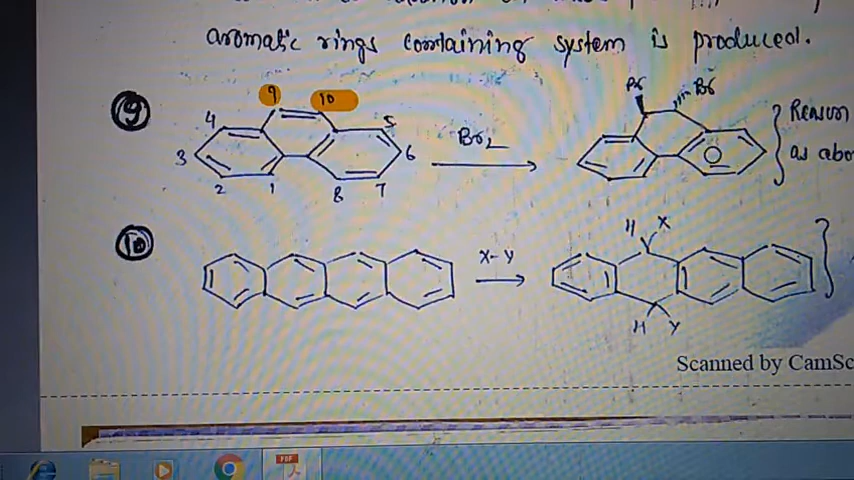 aromatic rings containing system is produced.
9
9 10
4 5
3 6
2 1 8 7
Br2
Br Br
Reason
as abo
10
X-Y
H X
H Y
Scanned by CamSc
PDF